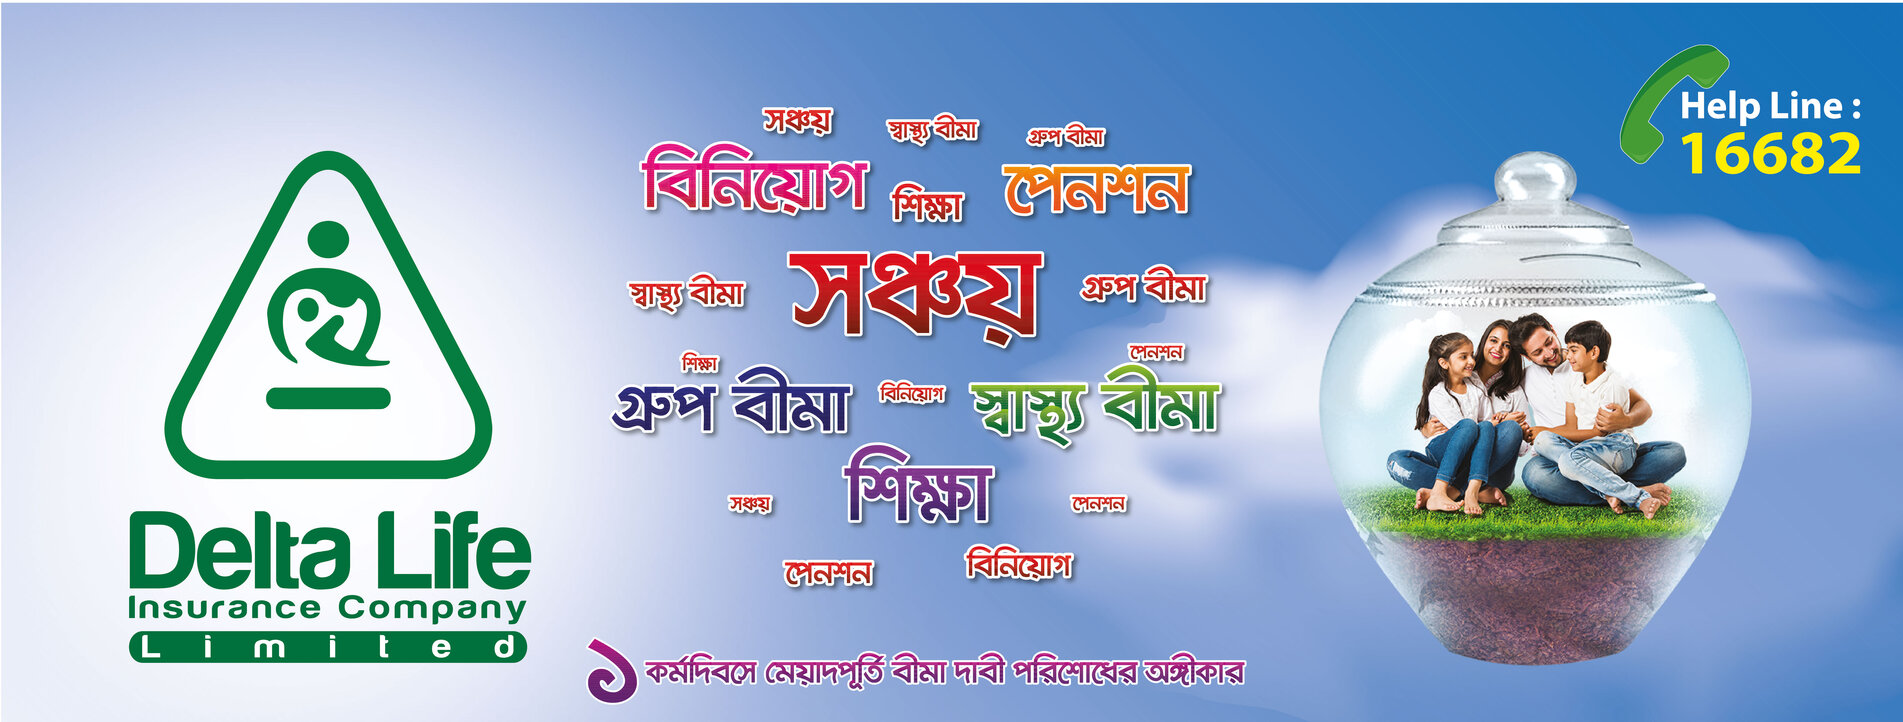 Delta Life
Insurance Company
Limited
সঞ্চয়
স্বাস্থ্য বীমা
গ্রুপ বীমা
বিনিয়োগ
শিক্ষা
পেনশন
স্বাস্থ্য বীমা
সঞ্চয়
গ্রুপ বীমা
শিক্ষা
পেনশন
গ্রুপ বীমা
বিনিয়োগ
স্বাস্থ্য বীমা
শিক্ষা
সঞ্চয়
পেনশন
পেনশন
বিনিয়োগ
১ কর্মদিবসে মেয়াদপূর্তি বীমা দাবী পরিশোধের অঙ্গীকার
Help Line :
16682